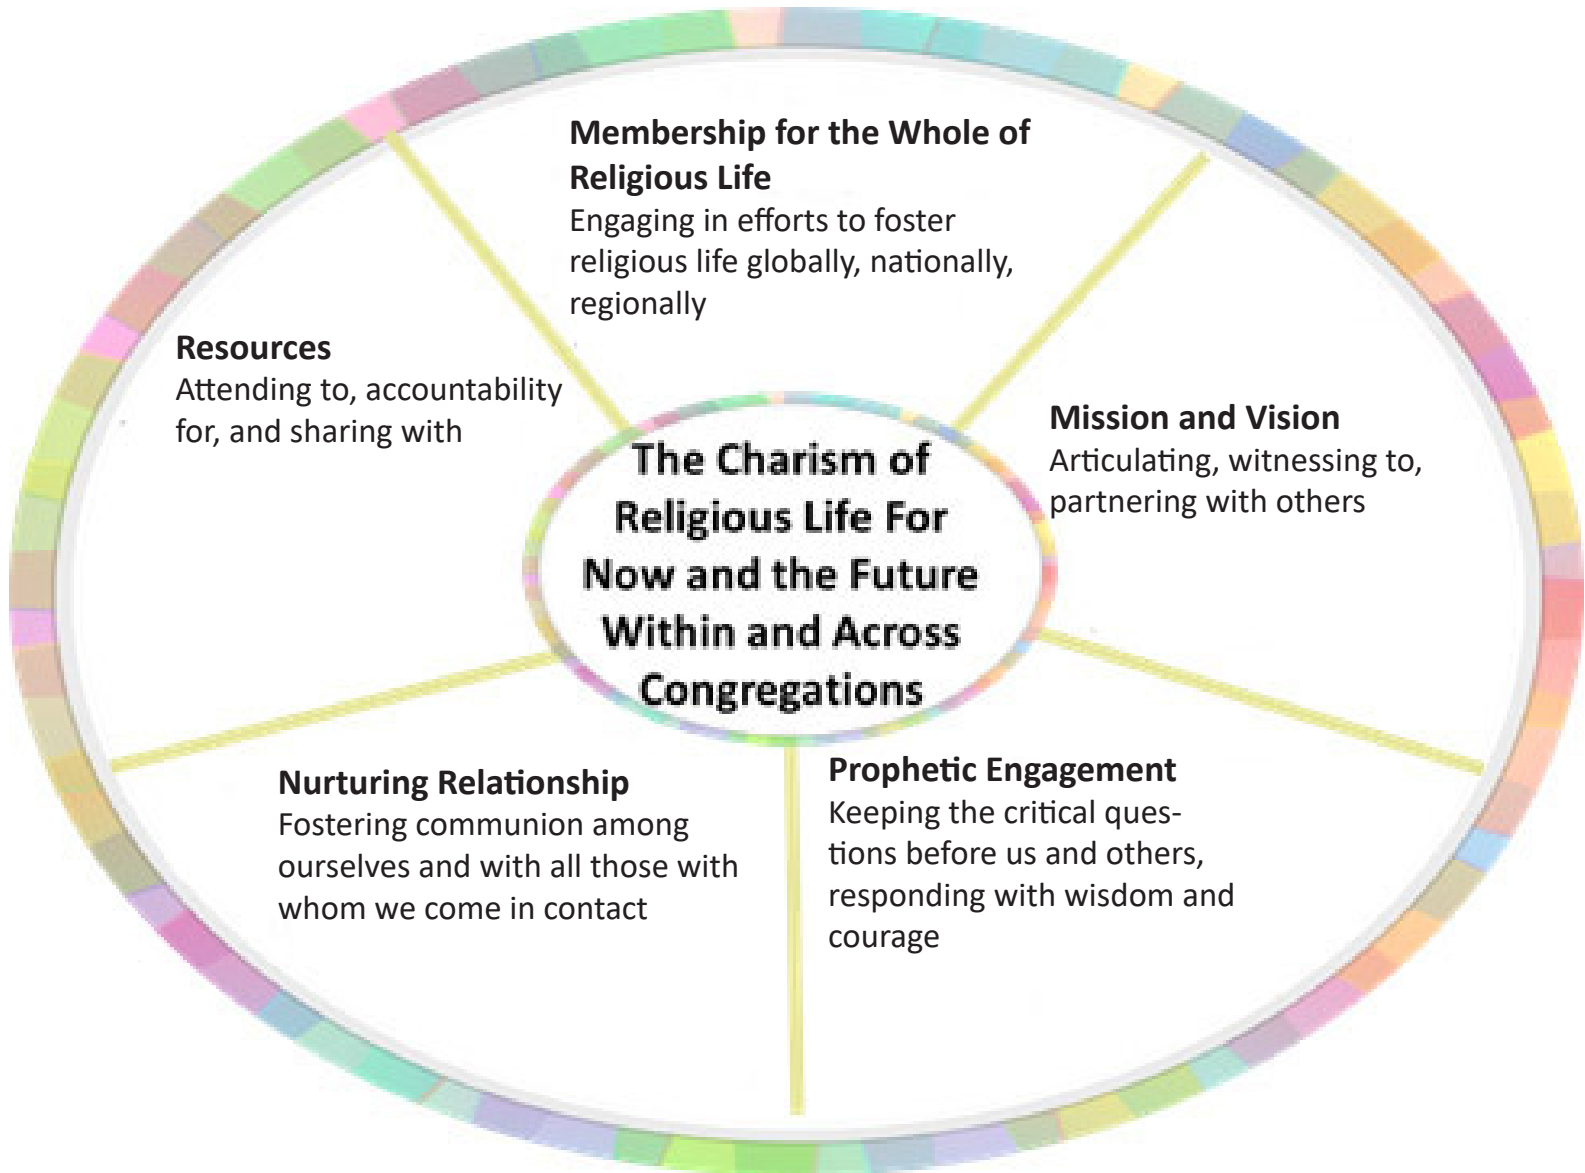 Membership for the Whole of
Religious Life
Engaging in efforts to foster
religious life globally, nationally,
regionally
Resources
Attending to, accountability
for, and sharing with
Mission and Vision
Articulating, witnessing to,
partnering with others
The Charism of
Religious Life For
Now and the Future
Within and Across
Congregations
Nurturing Relationship
Fostering communion among
ourselves and with all those with
whom we come in contact
Prophetic Engagement
Keeping the critical ques-
tions before us and others,
responding with wisdom and
courage